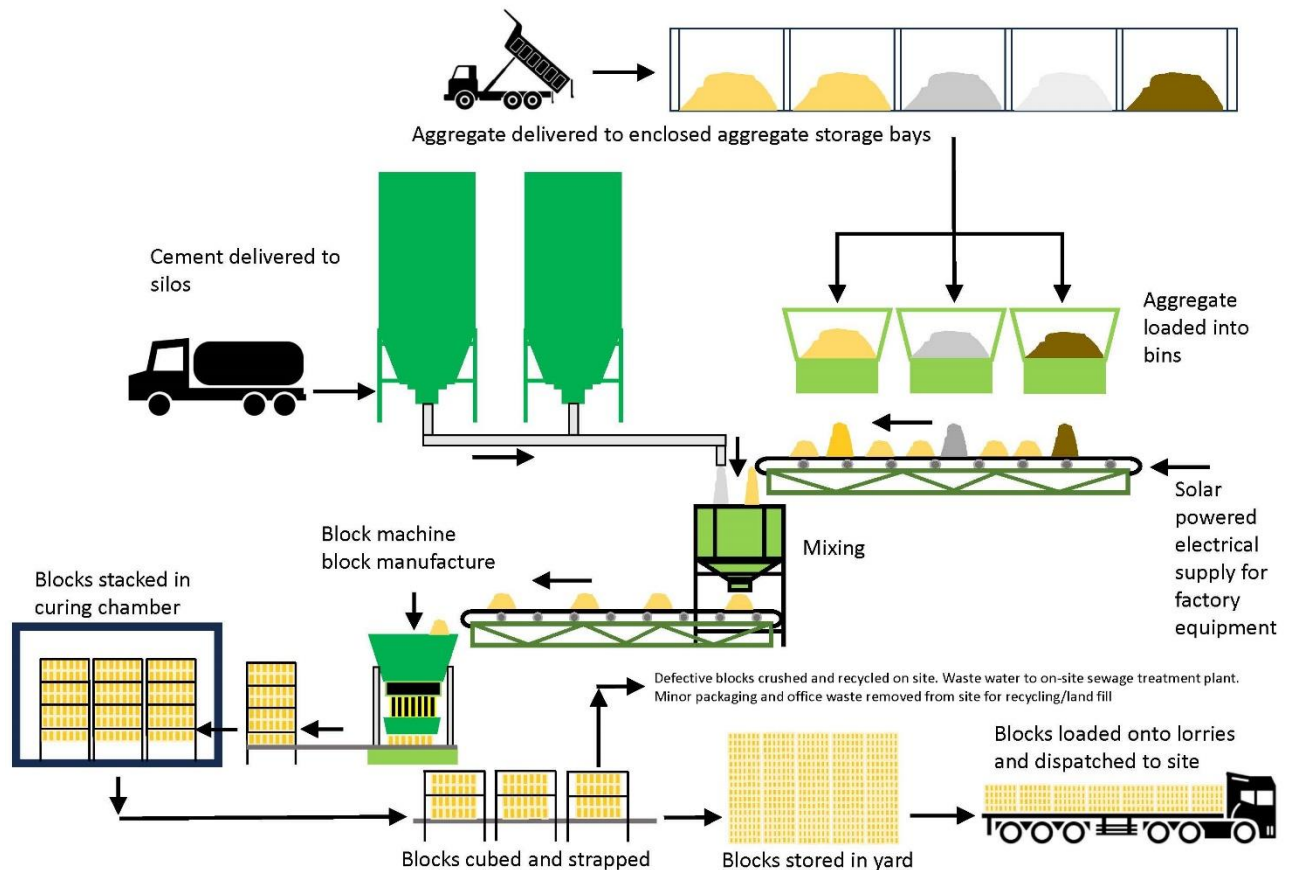 Aggregate delivered to enclosed aggregate storage bays
Cement delivered to
silos
Aggregate
loaded into
bins
Solar
powered
electrical
supply for
factory
equipment
Mixing
Block machine
block manufacture
Blocks stacked in
curing chamber
Defective blocks crushed and recycled on site. Waste water to on-site sewage treatment plant.
Minor packaging and office waste removed from site for recycling/land fill
Blocks cubed and strapped
Blocks stored in yard
Blocks loaded onto lorries
and dispatched to site